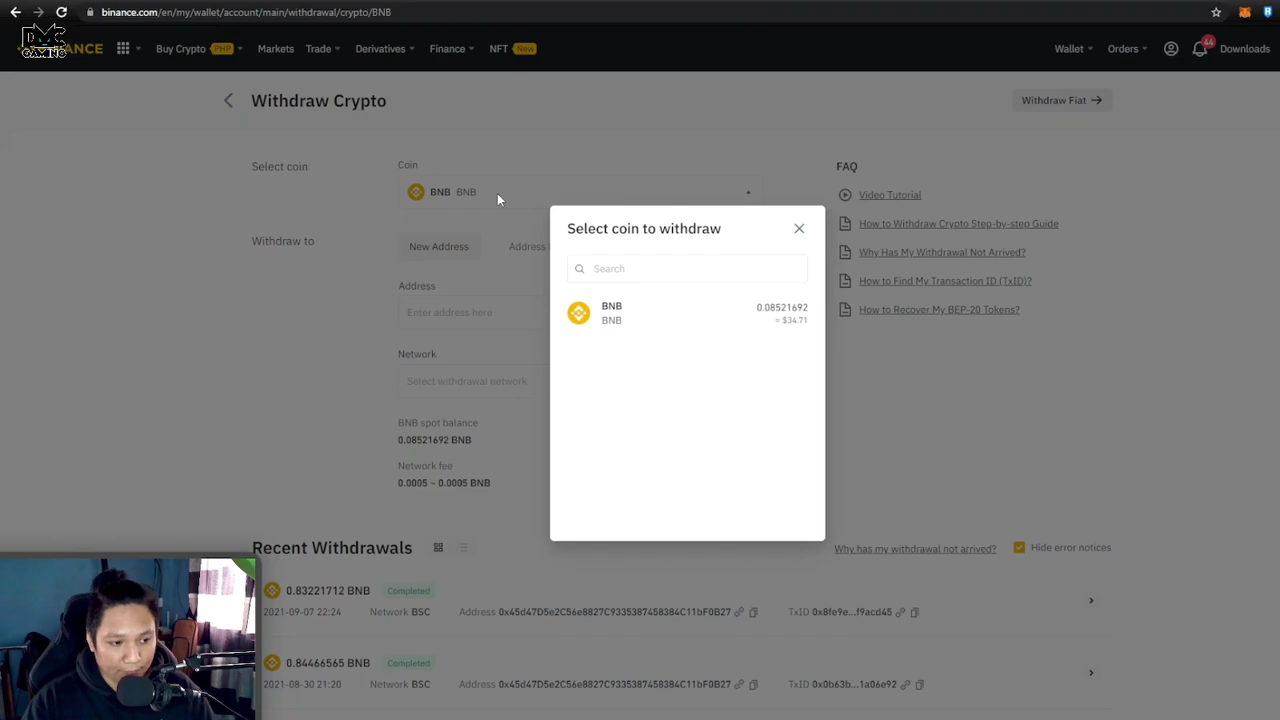 binance.com/en/my/wallet/account/main/withdrawal/crypto/BNB
DMC GAMING
ANCE
Buy Crypto PHP Markets Trade Derivatives Finance NFT New
Wallet Orders 44 Downloads
Withdraw Crypto
Withdraw Fiat →
Select coin
Coin
BNB BNB
Withdraw to
New Address
Address
Address
Enter address here
Network
Select withdrawal network
BNB spot balance
0.08521692 BNB
Network fee
0.0005 ~ 0.0005 BNB
Select coin to withdraw
Search
BNB 0.08521692
BNB ≈ $34.71
FAQ
Video Tutorial
How to Withdraw Crypto Step-by-step Guide
Why Has My Withdrawal Not Arrived?
How to Find My Transaction ID (TxID)?
How to Recover My BEP-20 Tokens?
Recent Withdrawals
Why has my withdrawal not arrived? Hide error notices
0.83221712 BNB Completed
2021-09-07 22:24 Network BSC Address 0x45d47D5e2C56e8827C9335387458384C11bF0B27 TxID 0x8fe9e...f9acd45
0.84466565 BNB Completed
2021-08-30 21:20 Network BSC Address 0x45d47D5e2C56e8827C9335387458384C11bF0B27 TxID 0x0b63b...1a06e92